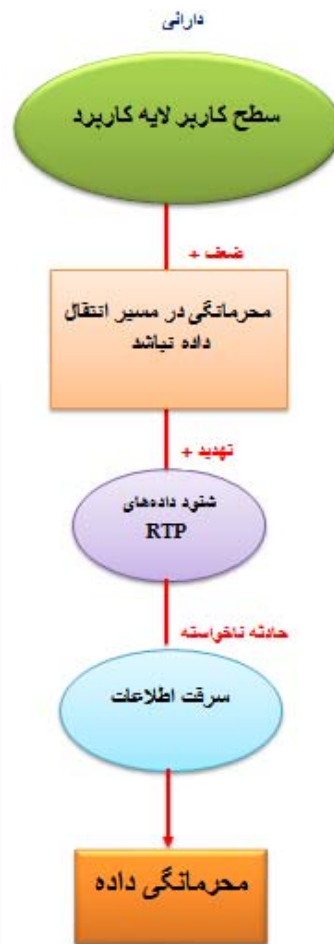 دارائی
سطح کاربر لایه کاربرد
ضعف +
محرمانگی در مسیر انتقال
داده نباشد
تهدید +
شنود داده‌های
RTP
حادثه ناخواسته
سرقت اطلاعات
محرمانگی داده